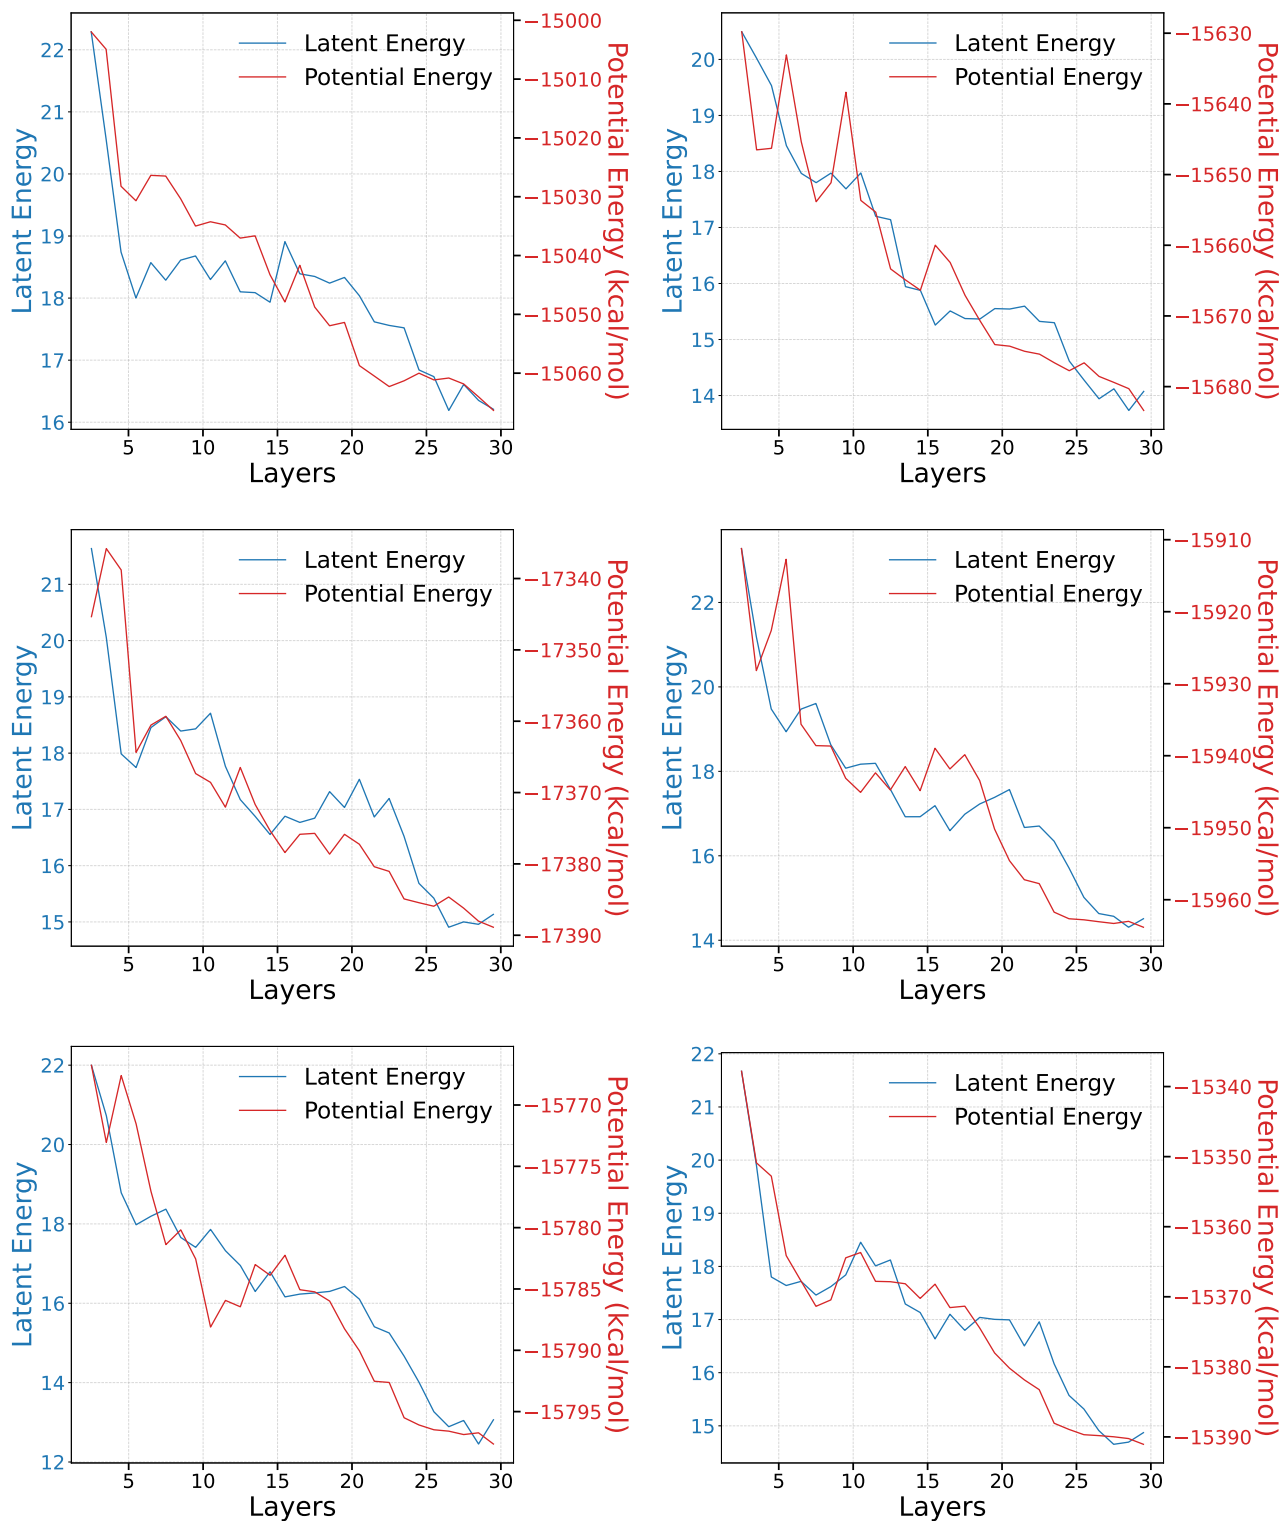 Latent Energy
Potential Energy
22
21
20
19
18
17
16
Latent Energy
−15000
−15010
−15020
−15030
−15040
−15050
−15060
Potential Energy (kcal/mol)
5 10 15 20 25 30
Layers
Latent Energy
Potential Energy
20
19
18
17
16
15
14
Latent Energy
−15630
−15640
−15650
−15660
−15670
−15680
Potential Energy (kcal/mol)
5 10 15 20 25 30
Layers
Latent Energy
Potential Energy
21
20
19
18
17
16
15
Latent Energy
−17340
−17350
−17360
−17370
−17380
−17390
Potential Energy (kcal/mol)
5 10 15 20 25 30
Layers
Latent Energy
Potential Energy
22
20
18
16
14
Latent Energy
−15910
−15920
−15930
−15940
−15950
−15960
Potential Energy (kcal/mol)
5 10 15 20 25 30
Layers
Latent Energy
Potential Energy
22
20
18
16
14
12
Latent Energy
−15770
−15775
−15780
−15785
−15790
−15795
Potential Energy (kcal/mol)
5 10 15 20 25 30
Layers
Latent Energy
Potential Energy
22
21
20
19
18
17
16
15
Latent Energy
−15340
−15350
−15360
−15370
−15380
−15390
Potential Energy (kcal/mol)
5 10 15 20 25 30
Layers